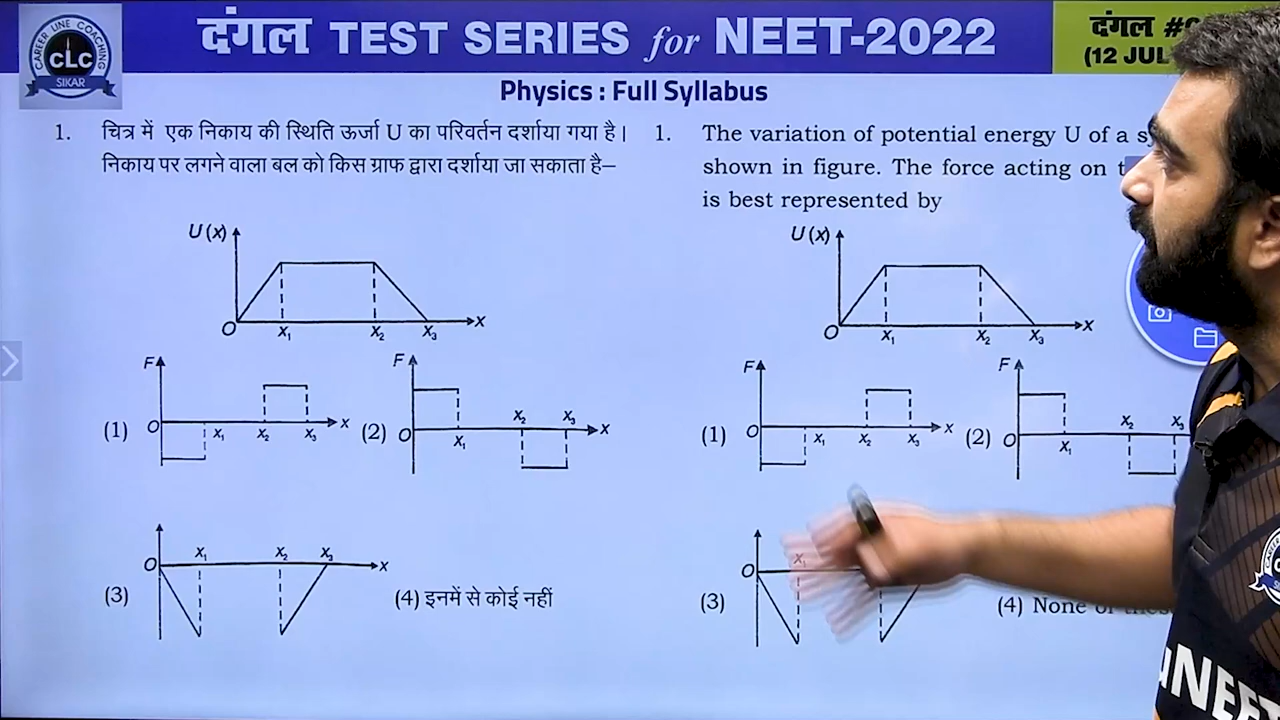 CAREER LINE COACHING
CLC
SIKAR
दंगल TEST SERIES for NEET-2022
दंगल
(12 JUL
Physics : Full Syllabus
1. चित्र में एक निकाय की स्थिति ऊर्जा U का परिवर्तन दर्शाया गया है।
निकाय पर लगने वाला बल को किस ग्राफ द्वारा दर्शाया जा सकाता है–
U (x)
O x₁ x₂ x₃ x
(1) F O x₁ x₂ x₃ x
(2) F O x₁ x₂ x₃ x
(3) O x₁ x₂ x₃ x
(4) इनमें से कोई नहीं
1. The variation of potential energy U of a
shown in figure. The force acting on
is best represented by
U (x)
O x₁ x₂ x₃ x
(1) F O x₁ x₂ x₃ x
(2) F O x₁ x₂ x₃
(3) O x₁
(4) None of
NEET